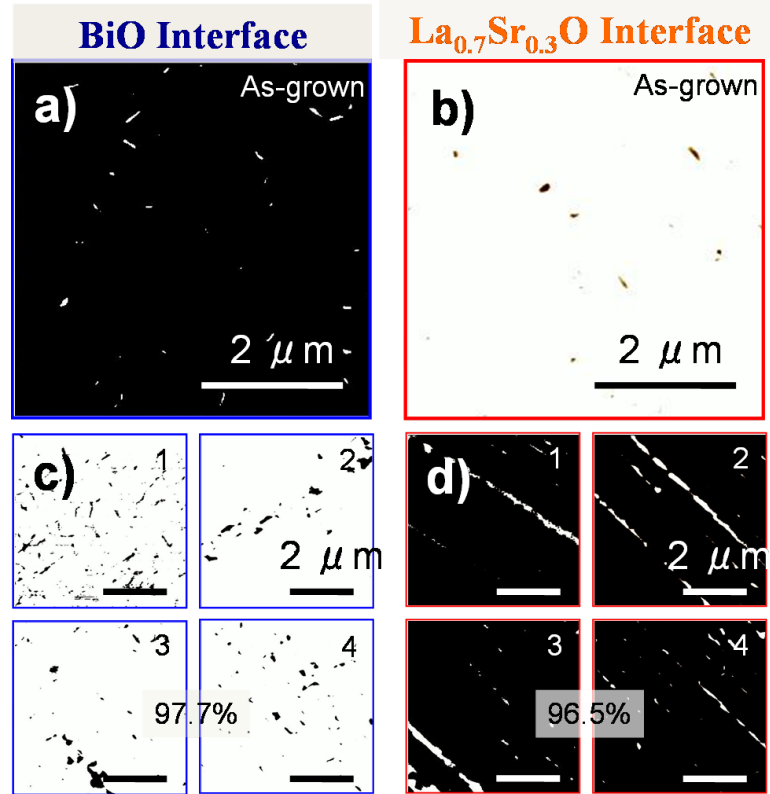 BiO Interface
La0.7Sr0.3O Interface
a)
As-grown
2 μm
b)
As-grown
2 μm
c)
1
2
2 μm
3
4
97.7%
d)
1
2
2 μm
3
4
96.5%